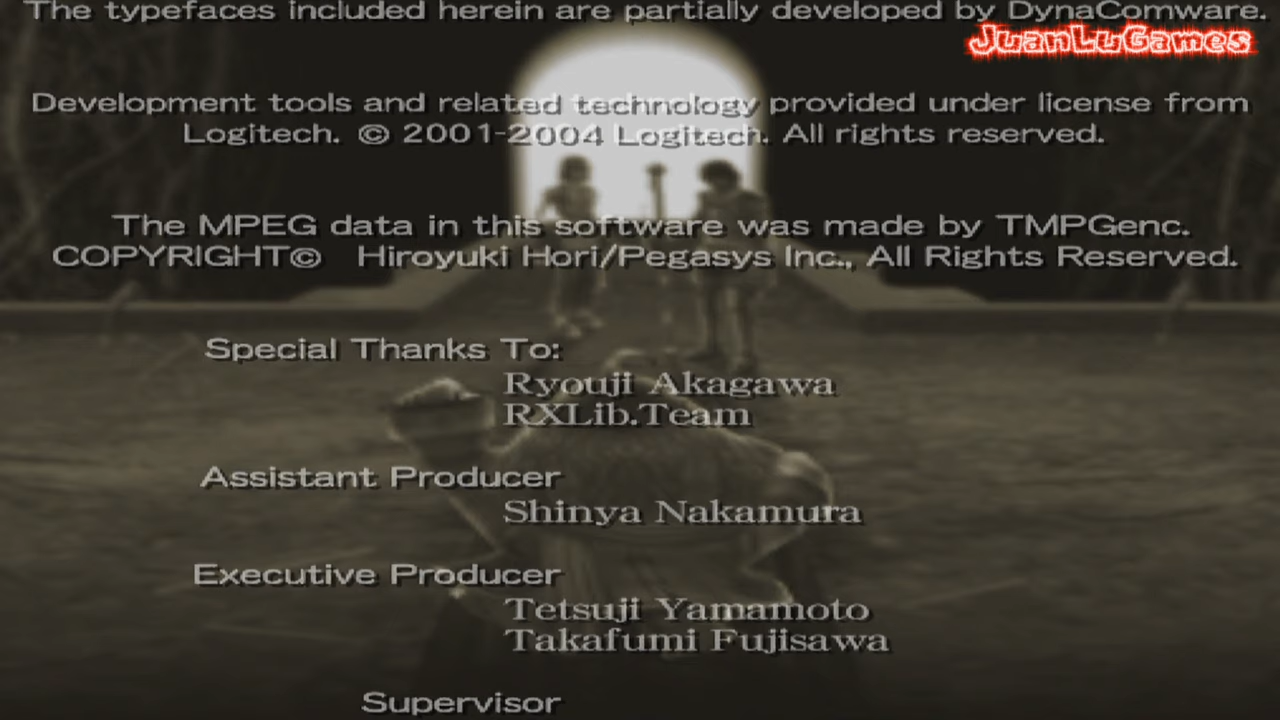 The typefaces included herein are partially developed by DynaComware.
JuanLuGames
Development tools and related technology provided under license from
Logitech. © 2001-2004 Logitech. All rights reserved.
The MPEG data in this software was made by TMPGenc.
COPYRIGHT© Hiroyuki Hori/Pegasys Inc., All Rights Reserved.
Special Thanks To:
Ryouji Akagawa
RXLib.Team
Assistant Producer
Shinya Nakamura
Executive Producer
Tetsuji Yamamoto
Takafumi Fujisawa
Supervisor